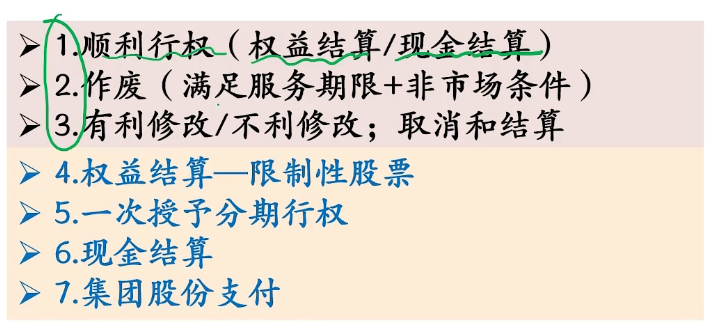 ➢ 1.顺利行权（权益结算/现金结算）
➢ 2.作废（满足服务期限+非市场条件）
➢ 3.有利修改/不利修改；取消和结算
➢ 4.权益结算—限制性股票
➢ 5.一次授予分期行权
➢ 6.现金结算
➢ 7.集团股份支付